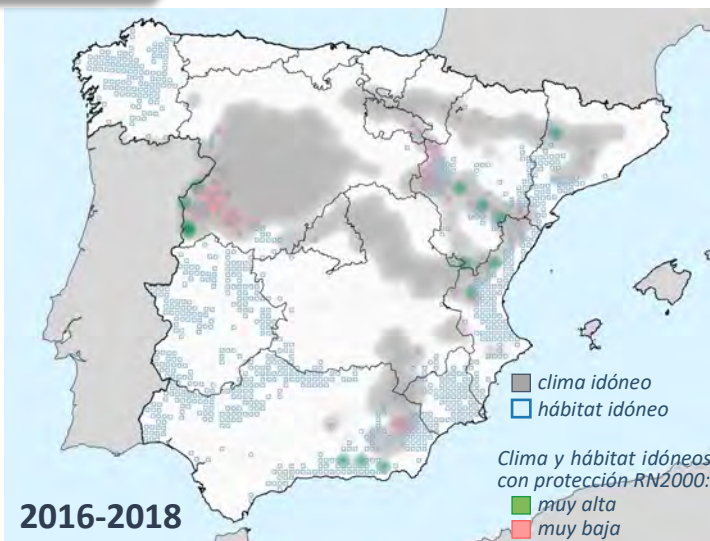 clima idóneo
hábitat idóneo
Clima y hábitat idóneos
con protección RN2000:
muy alta
muy baja
2016-2018